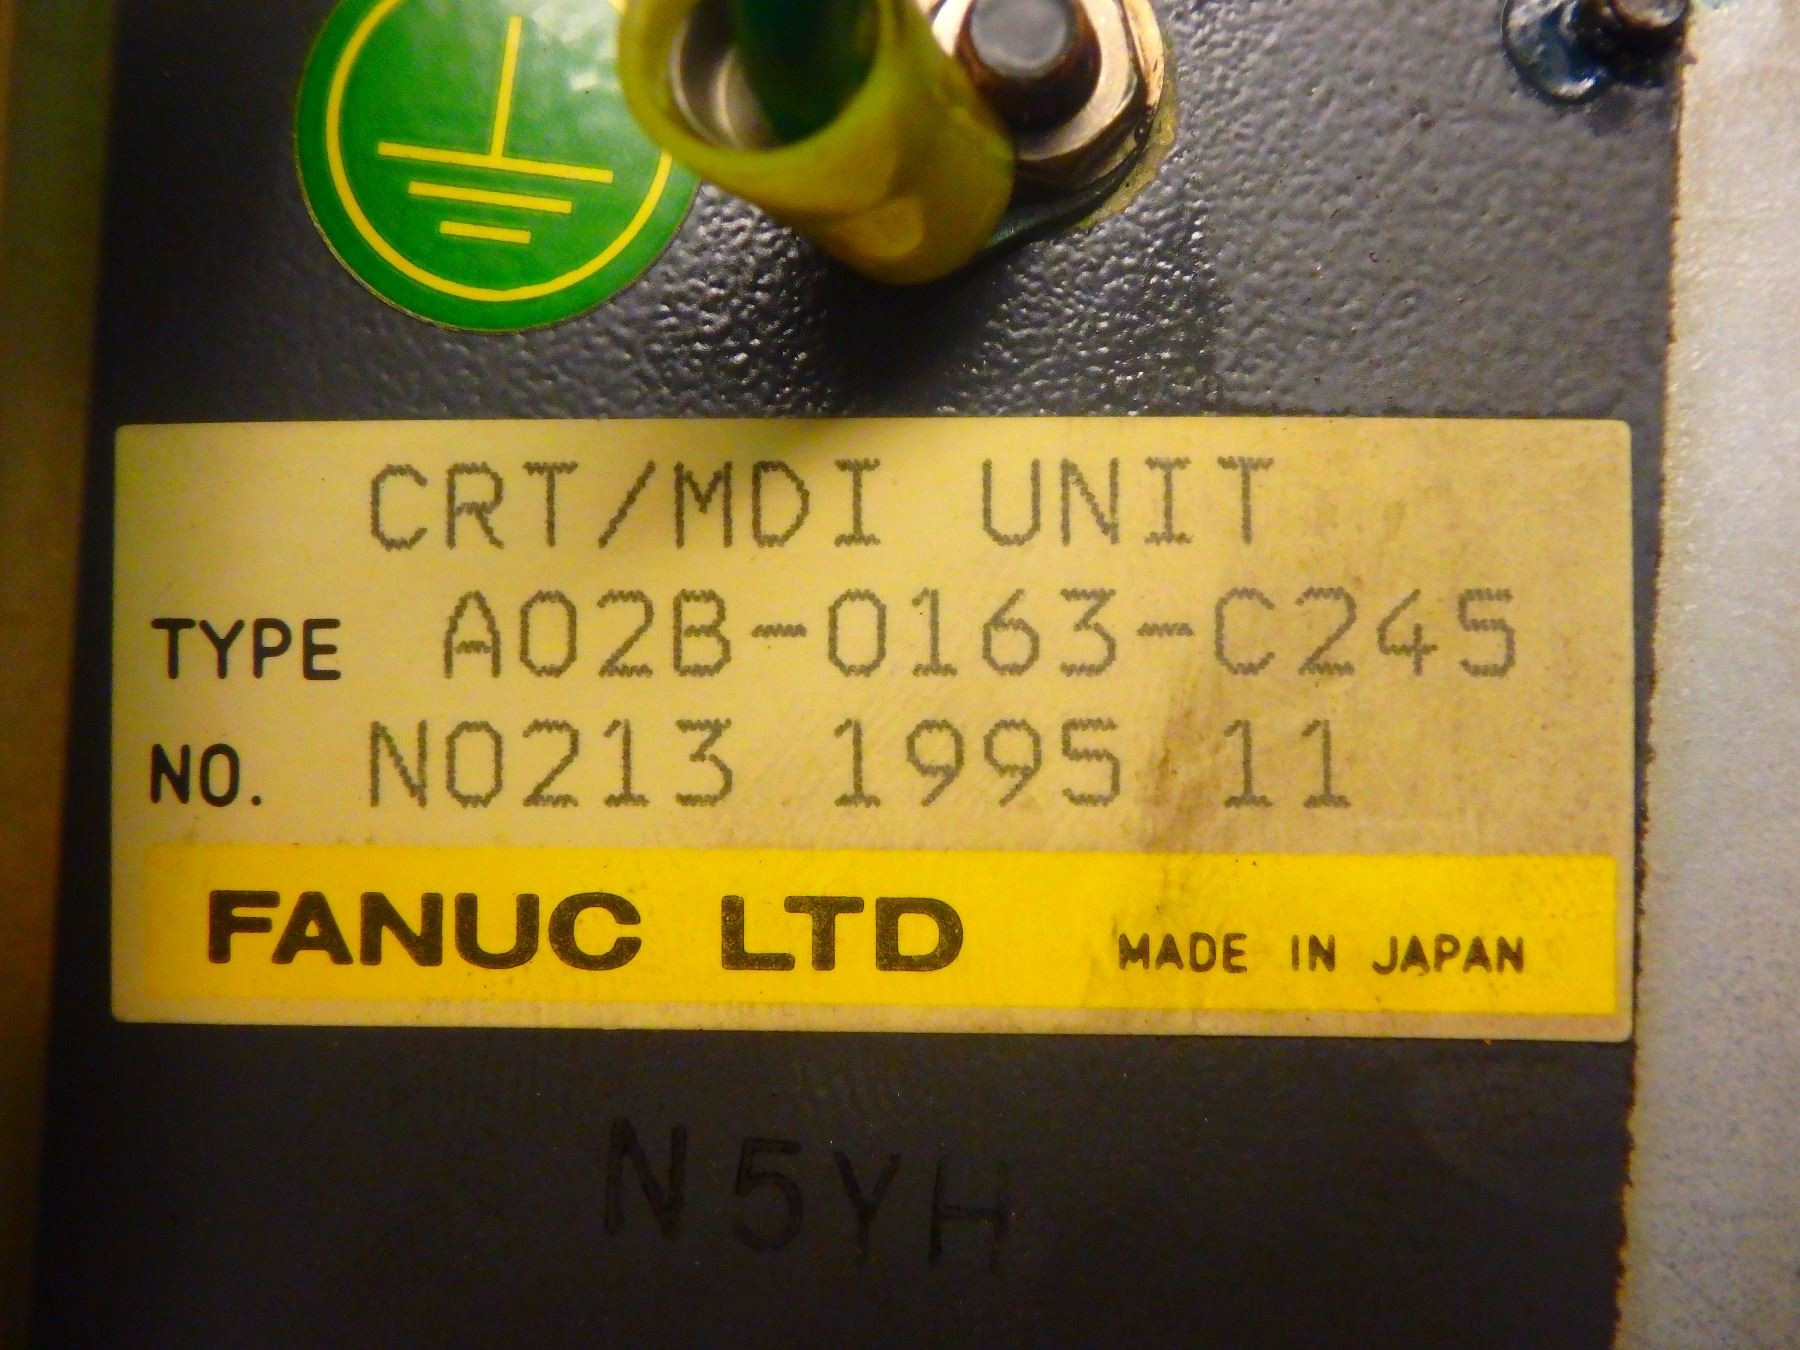 CRT/MDI UNIT
TYPE A02B-0163-C245
NO. N0213 1995 11
FANUC LTD MADE IN JAPAN
N5YH